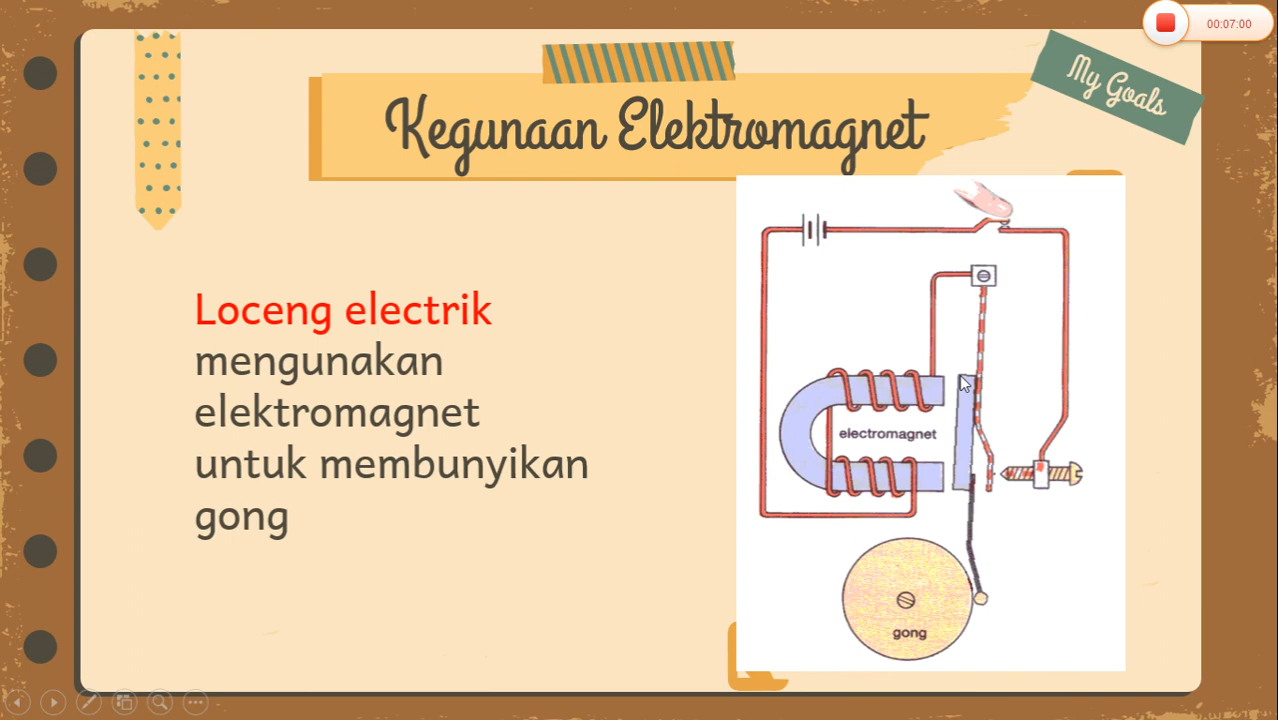 00:07:00
My Goals
Kegunaan Elektromagnet
Loceng electrik
mengunakan
elektromagnet
untuk membunyikan
gong
electromagnet
gong